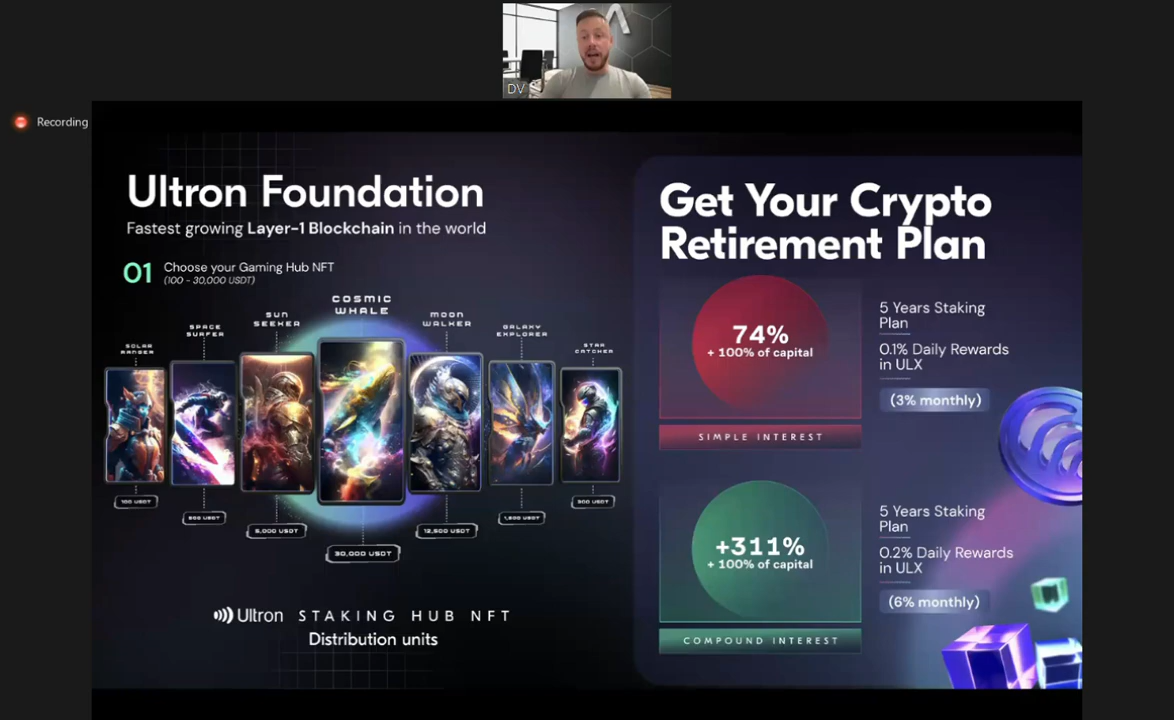 DV
Recording
Ultron Foundation
Fastest growing Layer-1 Blockchain in the world
01 Choose your Gaming Hub NFT
(100 - 30,000 USDT)
SOLAR
RANGER
SPACE
SURFER
SUN
SEEKER
COSMIC
WHALE
MOON
WALKER
GALAXY
EXPLORER
STAR
CATCHER
100 USDT
5,000 USDT
30,000 USDT
12,500 USDT
Ultron STAKING HUB NFT
Distribution units
Get Your Crypto
Retirement Plan
74%
+ 100% of capital
SIMPLE INTEREST
5 Years Staking
Plan
0.1% Daily Rewards
in ULX
(3% monthly)
+311%
+ 100% of capital
COMPOUND INTEREST
5 Years Staking
Plan
0.2% Daily Rewards
in ULX
(6% monthly)